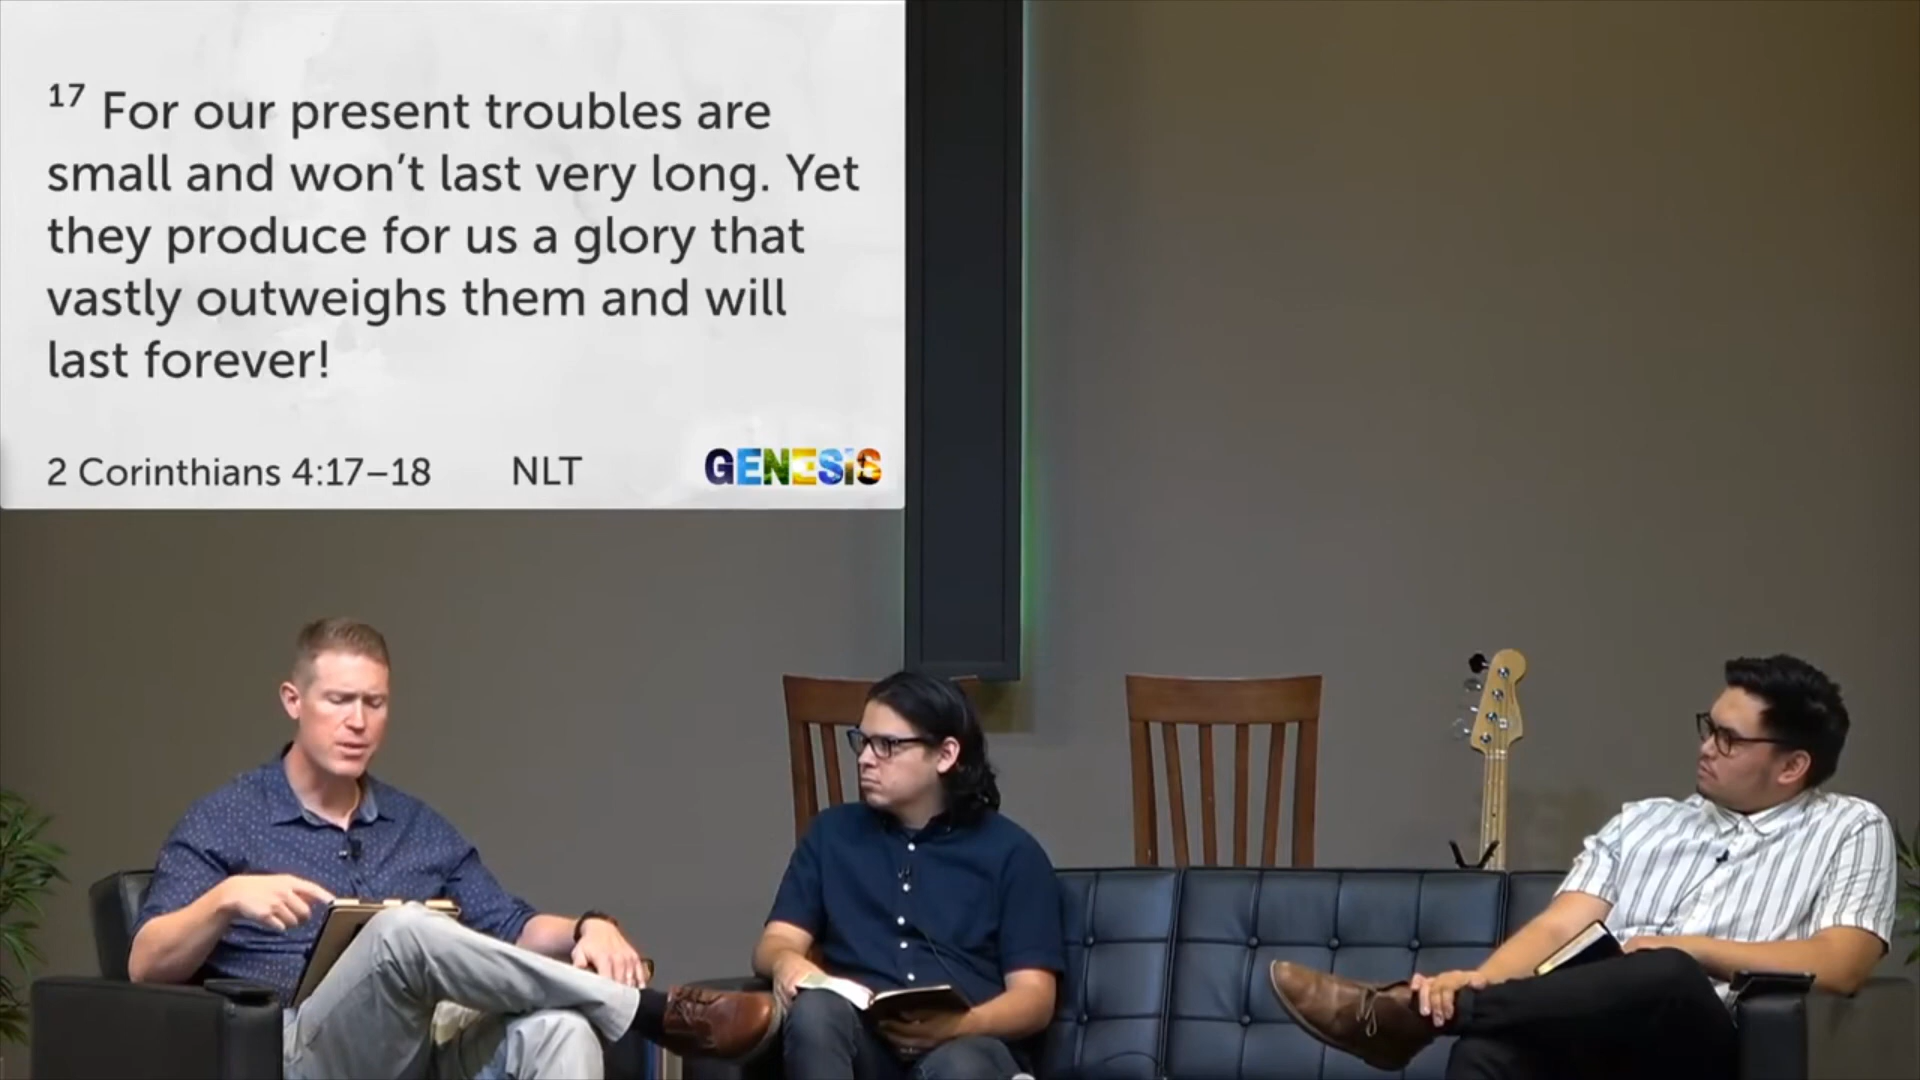 17 For our present troubles are
small and won't last very long. Yet
they produce for us a glory that
vastly outweighs them and will
last forever!
2 Corinthians 4:17–18 NLT GENESIS